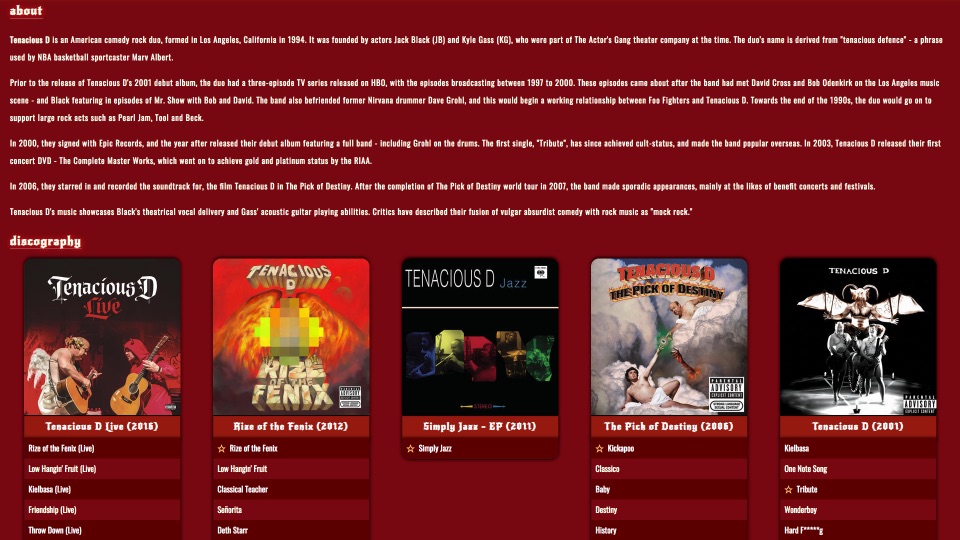 about
Tenacious D is an American comedy rock duo, formed in Los Angeles, California in 1994. It was founded by actors Jack Black (JB) and Kyle Gass (KG), who were part of The Actor's Gang theater company at the time. The duo's name is derived from "tenacious defence" - a phrase
used by NBA basketball sportcaster Marv Albert.
Prior to the release of Tenacious D's 2001 debut album, the duo had a three-episode TV series released on HBO, with the episodes broadcasting between 1997 to 2000. These episodes came about after the band had met David Cross and Bob Odenkirk on the Los Angeles music
scene - and Black featuring in episodes of Mr. Show with Bob and David. The band also befriended former Nirvana drummer Dave Grohl, and this would begin a working relationship between Foo Fighters and Tenacious D. Towards the end of the 1990s, the duo would go on to
support large rock acts such as Pearl Jam, Tool and Beck.
In 2000, they signed with Epic Records, and the year after released their debut album featuring a full band - including Grohl on the drums. The first single, "Tribute", has since achieved cult-status, and made the band popular overseas. In 2003, Tenacious D released their first
concert DVD - The Complete Master Works, which went on to achieve gold and platinum status by the RIAA.
In 2006, they starred in and recorded the soundtrack for, the film Tenacious D in The Pick of Destiny. After the completion of The Pick of Destiny world tour in 2007, the band made sporadic appearances, mainly at the likes of benefit concerts and festivals.
Tenacious D's music showcases Black's theatrical vocal delivery and Gass' acoustic guitar playing abilities. Critics have described their fusion of vulgar absurdist comedy with rock music as "mock rock."
discography
Tenacious D
Live
Tenacious D Live (2015)
Rize of the Fenix (Live)
Low Hangin' Fruit (Live)
Kielbasa (Live)
Friendship (Live)
Throw Down (Live)
TENACIOUS
D
RIZE
OF THE
FENIX
PARENTAL
ADVISORY
EXPLICIT CONTENT
Rize of the Fenix (2012)
☆ Rize of the Fenix
Low Hangin' Fruit
Classical Teacher
Señorita
Deth Starr
TENACIOUS D Jazz
STEREO
Simply Jazz - EP (2011)
☆ Simply Jazz
TENACIOUS D
THE PICK OF DESTINY
PARENTAL
ADVISORY
EXPLICIT CONTENT
The Pick of Destiny (2006)
☆ Kickapoo
Classico
Baby
Destiny
History
TENACIOUS D
PARENTAL
ADVISORY
EXPLICIT CONTENT
Tenacious D (2001)
Kielbasa
One Note Song
☆ Tribute
Wonderboy
Hard F*****g